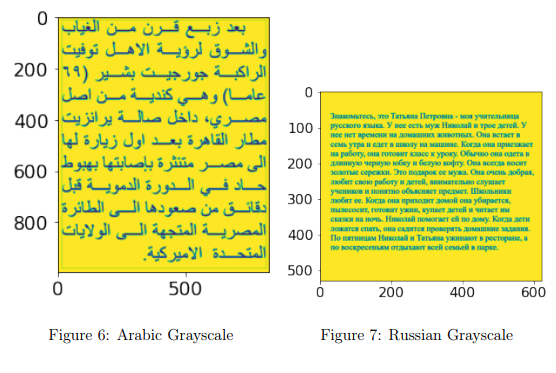 0
200
400
600
800
0
500
بعد زبع قرن من الغياب
والشوق لرؤية الاهل توفيت
الراكبة جورجيت بشير (٦٩
عاما) وهي كندية من اصل
مصري، داخل صالة يرانزيت
مطار القاهرة بعد اول زيارة لها
الى مصر متتثرة بإصابتها بهبوط
حاد في الدورة الدموية قبل
دقائق من صعودها الى الطائرة
المصرية المتجهة الى الولايات
المتحدة الاميركية.
Figure 6: Arabic Grayscale
0
100
200
300
400
500
0
200
400
600
Знакомьтесь, это Татьяна Петровна - моя учительница
русского языка. У нее есть муж Николай и трое детей. У
нее нет времени на домашних животных. Она встает в
семь утра и едет в школу на машине. Когда она приезжает
на работу, она готовит класс к уроку. Обычно она одета в
длинную черную юбку и белую кофту. Она всегда носит
золотые сережки. Это подарок ее мужа. Она очень добрая,
любит свою работу и детей, внимательно слушает
учеников и понятно объясняет предмет. Школьники
любят ее. Когда она приходит домой она убирается,
пылесосит, готовит ужин, купает детей и читает им
сказки на ночь. Николай помогает ей по дому. Когда дети
ложатся спать, она садится проверять домашние задания.
По пятницам Николай и Татьяна ужинают в ресторане, а
по воскресеньям отдыхают всей семьей в парке.
Figure 7: Russian Grayscale